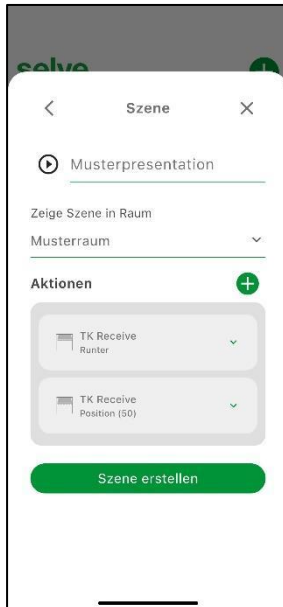 selve
Szene
Musterpresentation
Zeige Szene in Raum
Musterraum
Aktionen
TK Receive
Runter
TK Receive
Position (50)
Szene erstellen